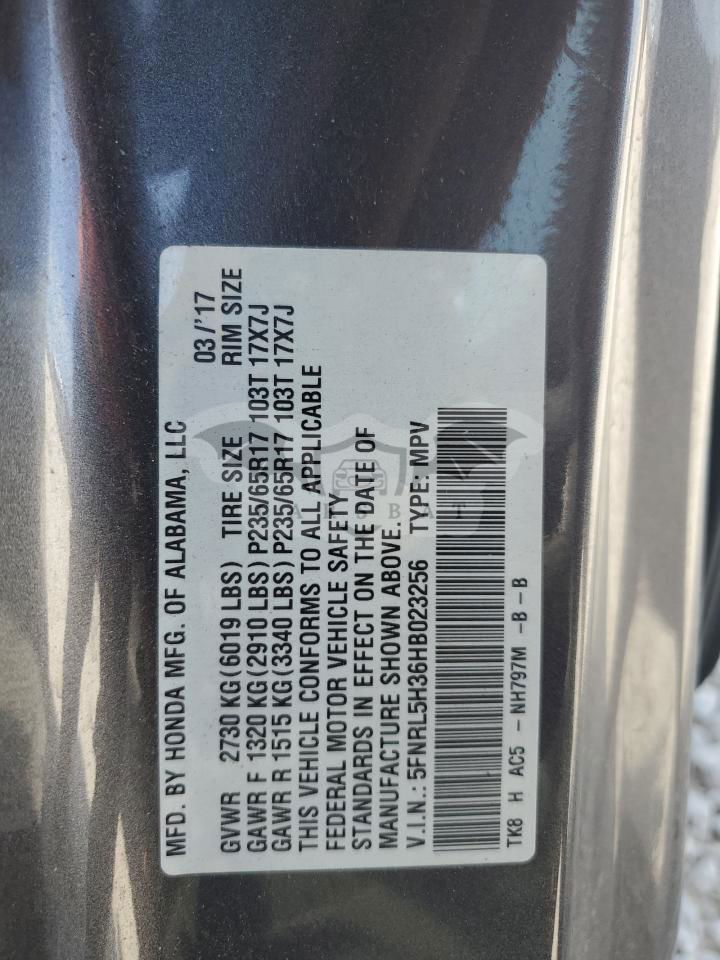 MFD. BY HONDA MFG. OF ALABAMA, LLC 03/'17
GVWR 2730 KG(6019 LBS) TIRE SIZE RIM SIZE
GAWR F 1320 KG(2910 LBS) P235/65R17 103T 17X7J
GAWR R 1515 KG(3340 LBS) P235/65R17 103T 17X7J
THIS VEHICLE CONFORMS TO ALL APPLICABLE
FEDERAL MOTOR VEHICLE SAFETY
STANDARDS IN EFFECT ON THE DATE OF
MANUFACTURE SHOWN ABOVE.
V.I.N.: 5FNRL5H36HB023256 TYPE: MPV
TK8 H AC5 - NH797M -B -B